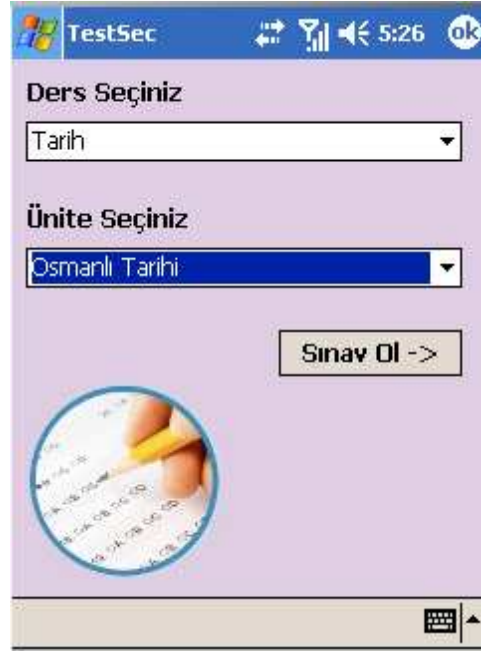 TestSec 5:26 ok
Ders Seçiniz
Tarih
Ünite Seçiniz
Osmanlı Tarihi
Sınav Ol ->